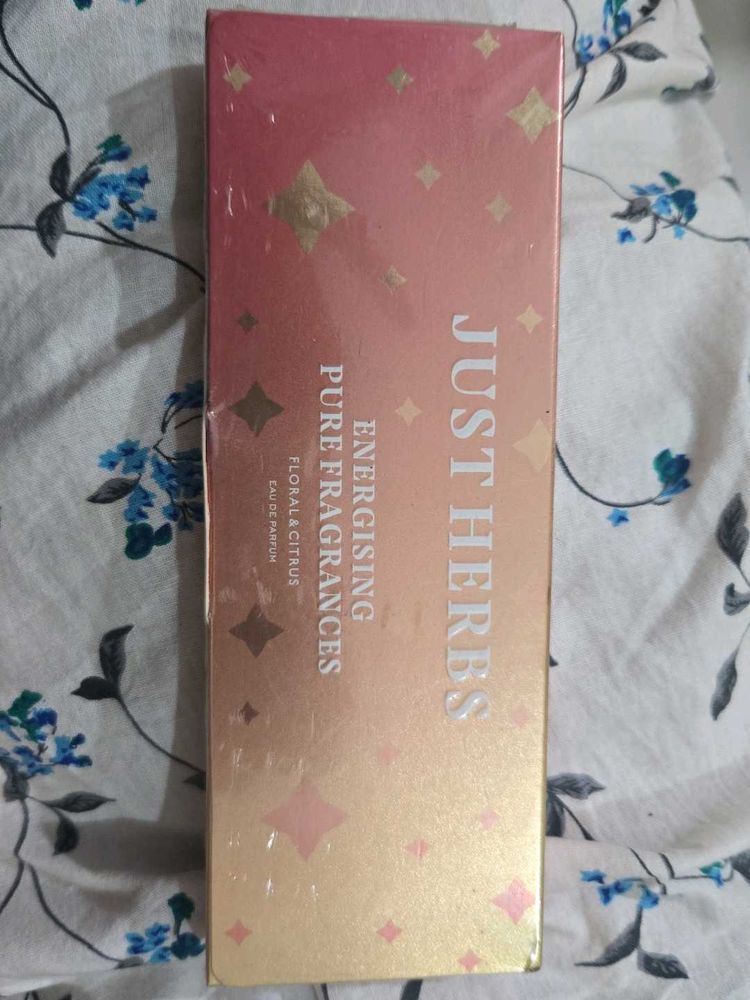 JUST HERBS
ENERGISING
PURE FRAGRANCES
FLORAL & CITRUS
EAU DE PARFUM